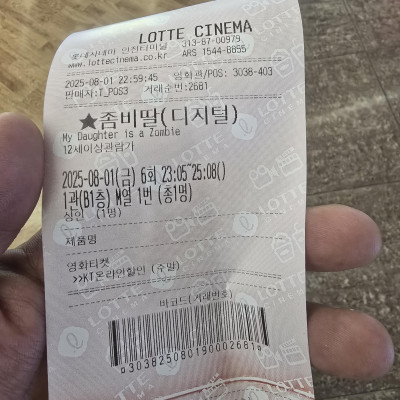 LOTTE CINEMA
롯데시네마 인천터미널 313-87-00979
www.lottecinema.co.kr ARS 1544-8855
2025-08-01 22:59:45 영화관/POS: 3038-403
판매자:T_POS3 거래순번:2681
★좀비딸(디지털)
My Daughter is a Zombie
12세이상관람가
2025-08-01(금) 6회 23:05~25:08()
1관(B1층) M열 1번 (총1명)
성인 (1명)
제품명
영화티켓
>>KT온라인할인 (주말)
바코드(거래번호)
*303825080190002681*